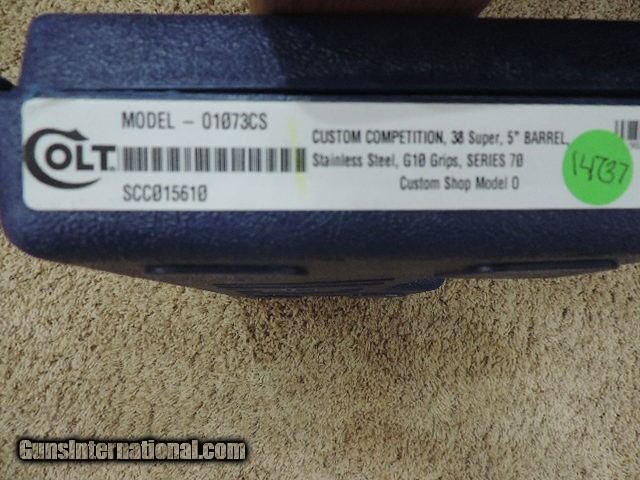 COLT
MODEL - 01073CS
SCC015610
CUSTOM COMPETITION, 38 Super, 5" BARREL,
Stainless Steel, G10 Grips, SERIES 70
Custom Shop Model O
14737
GunsInternational.com